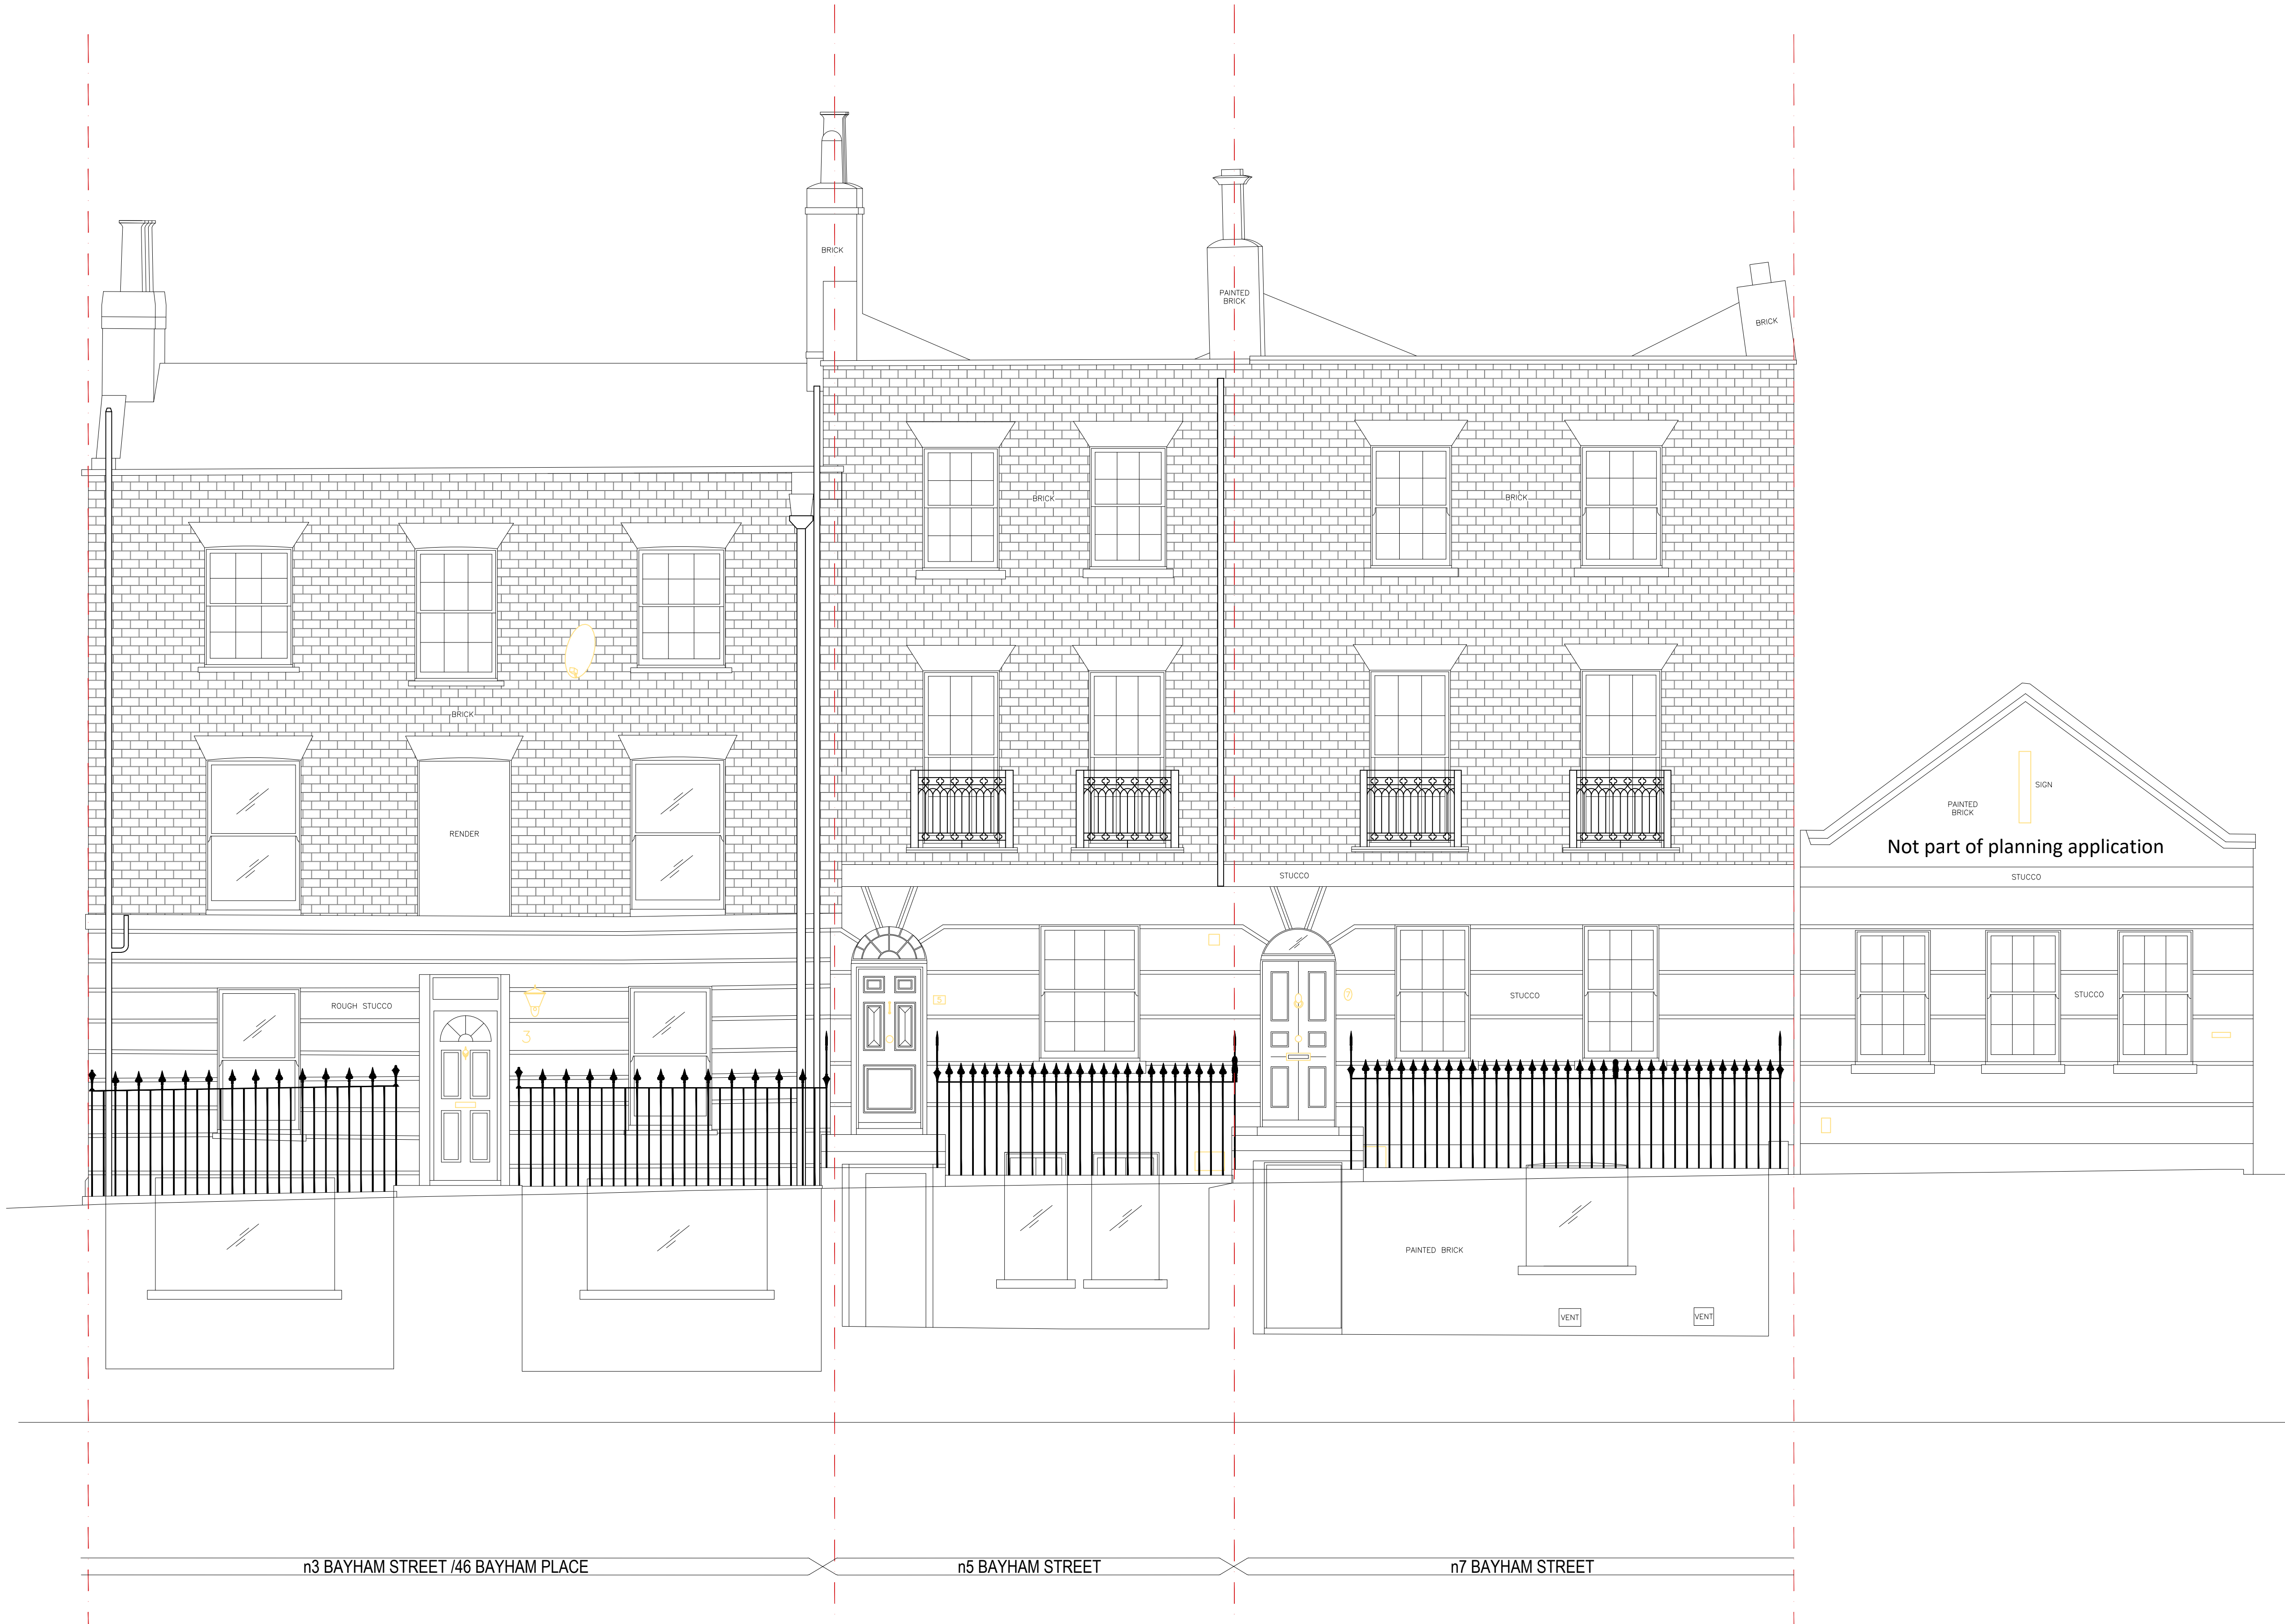 BRICK
PAINTED
BRICK
BRICK
BRICK
BRICK
BRICK
RENDER
SIGN
PAINTED
BRICK
Not part of planning application
STUCCO
STUCCO
ROUGH STUCCO
3
5
7
STUCCO
STUCCO
PAINTED BRICK
VENT
VENT
n3 BAYHAM STREET /46 BAYHAM PLACE
n5 BAYHAM STREET
n7 BAYHAM STREET